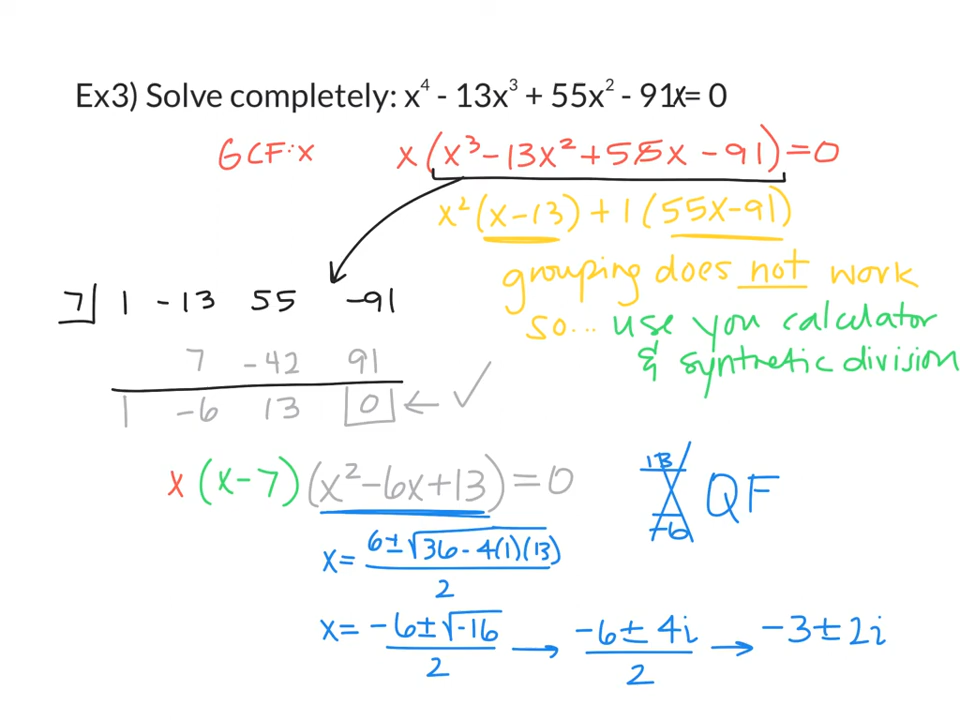 Ex3) Solve completely: x⁴ - 13x³ + 55x² - 91x = 0
GCF: x x(x³-13x²+55x-91)=0
x²(x-13)+1(55x-91)
grouping does not work
so... use you calculator
& synthetic division
7 1 -13 55 -91
7 -42 91
1 -6 13 0 ← ✓
x(x-7)(x²-6x+13)=0
13
-6
QF
x= 6±√36-4(1)(13) / 2
x= -6±√-16 / 2 → -6±4i / 2 → -3±2i